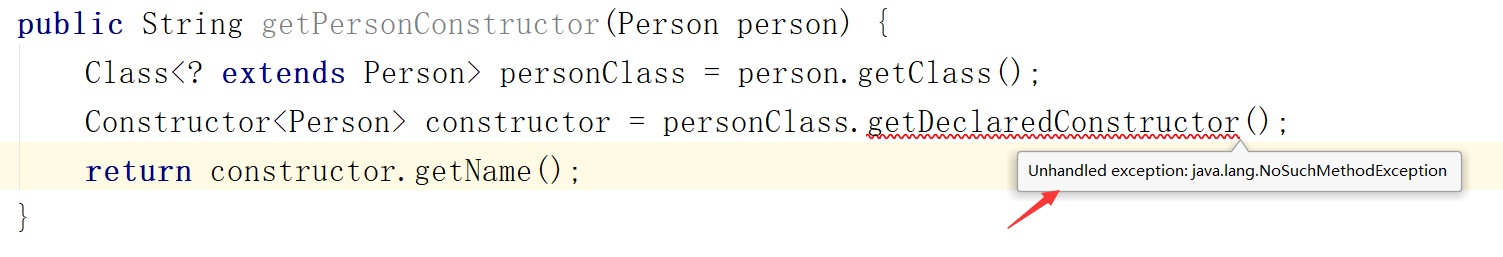 public String getPersonConstructor(Person person) {
Class<? extends Person> personClass = person.getClass();
Constructor<Person> constructor = personClass.getDeclaredConstructor();
return constructor.getName();
Unhandled exception: java.lang.NoSuchMethodException
}